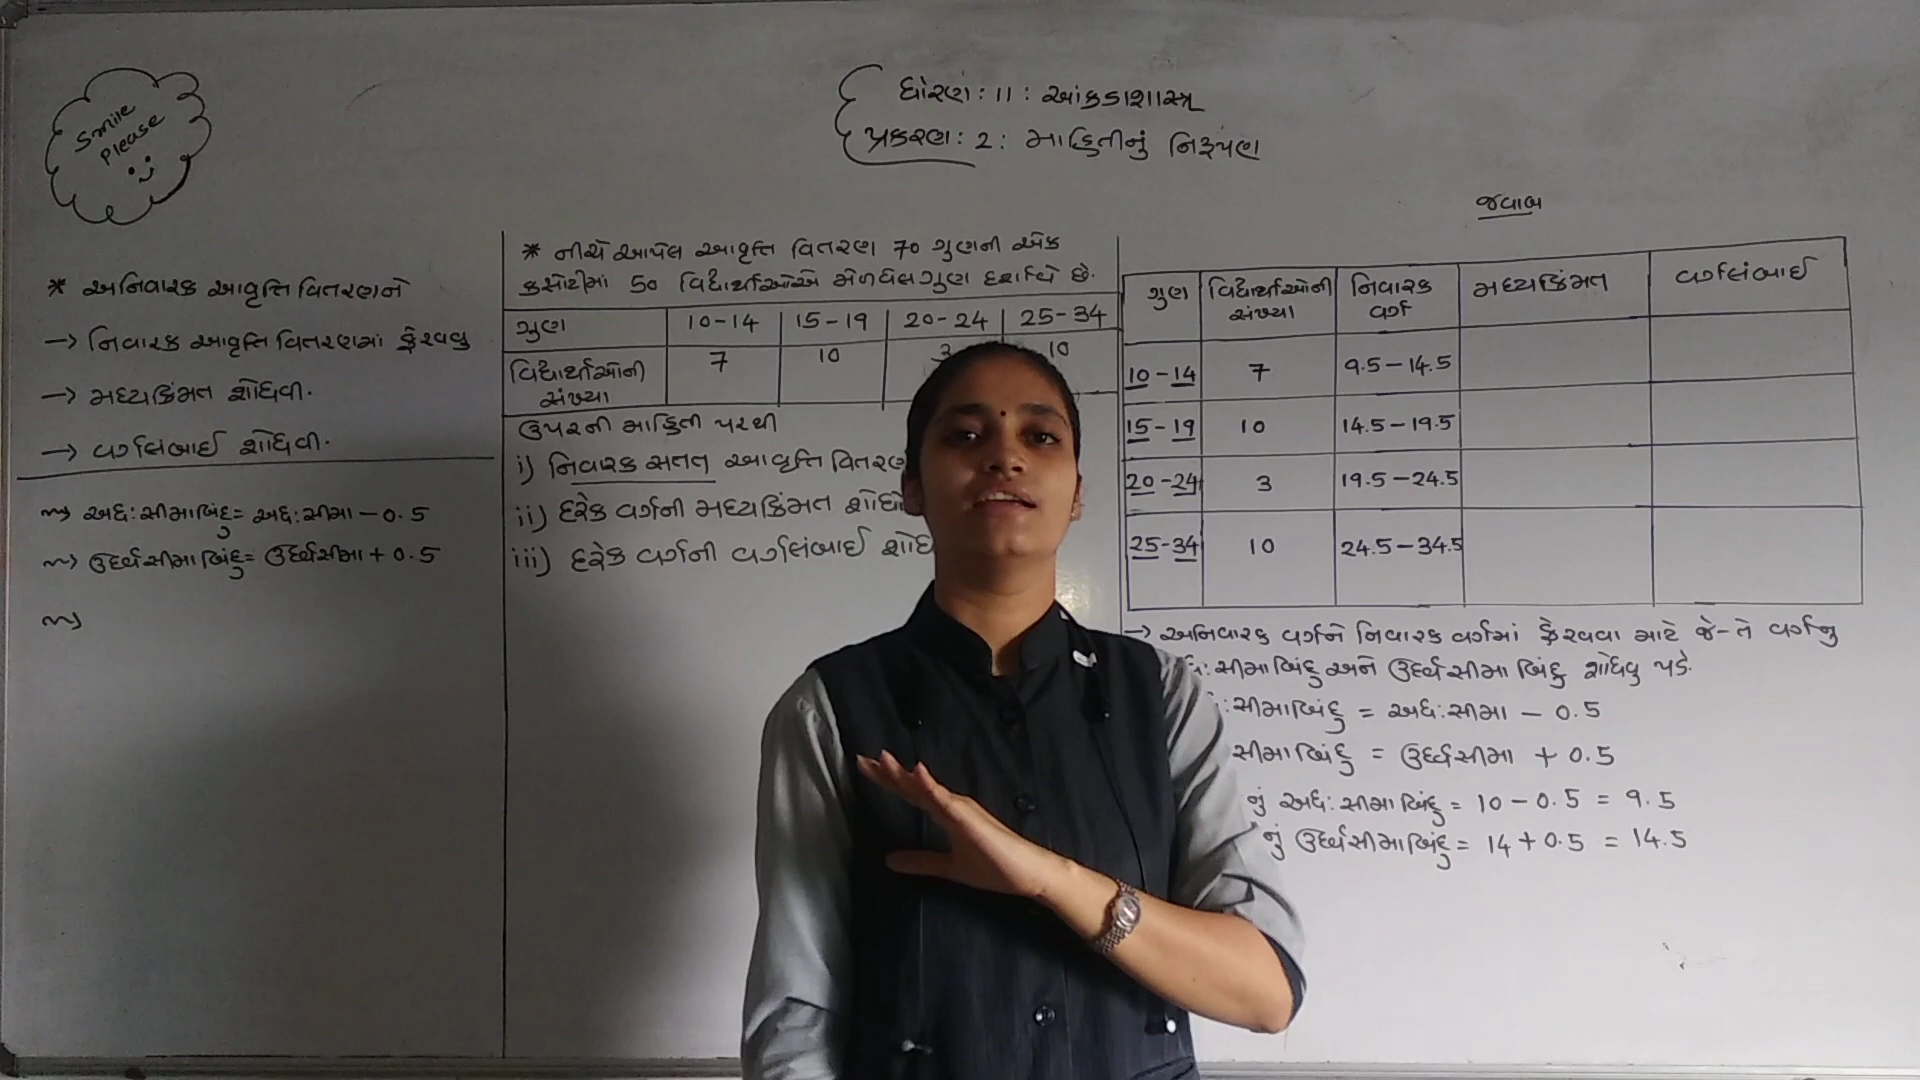 Smile
please
ધોરણ : 11 : આંકડાશાસ્ત્ર
પ્રકરણ : 2 : માહિતીનું નિરૂપણ
* અનિવારક આવૃત્તિ વિતરણને
→ નિવારક આવૃત્તિ વિતરણમાં ફેરવવુ
→ મધ્યકિંમત શોધવી.
→ વર્ગલંબાઈ શોધવી.
અધ:સીમાબિંદુ = અધ:સીમા – 0.5
ઉર્ધ્વસીમાબિંદુ = ઉર્ધ્વસીમા + 0.5
* નીચે આપેલ આવૃત્તિ વિતરણ 70 ગુણની એક
કસોટીમાં 50 વિદ્યાર્થીઓએ મેળવેલ ગુણ દર્શાવે છે.
ગુણ 10-14 15-19 20-24 25-34
વિદ્યાર્થીઓની સંખ્યા 7 10 3 10
ઉપરની માહિતી પરથી
i) નિવારક સતત આવૃત્તિ વિતરણ
ii) દરેક વર્ગની મધ્યકિંમત
iii) દરેક વર્ગની વર્ગલંબાઈ
જવાબ
ગુણ વિદ્યાર્થીઓની સંખ્યા નિવારક વર્ગ મધ્યકિંમત વર્ગલંબાઈ
10-14 7 9.5-14.5
15-19 10 14.5-19.5
20-24 3 19.5-24.5
25-34 10 24.5-34.5
→ અનિવારક વર્ગને નિવારક વર્ગમાં ફેરવવા માટે જે-તે વર્ગનુ
સીમાબિંદુ અને ઉર્ધ્વસીમાબિંદુ શોધવુ પડે.
સીમાબિંદુ = અધ:સીમા – 0.5
સીમાબિંદુ = ઉર્ધ્વસીમા + 0.5
નું અધ:સીમાબિંદુ = 10 – 0.5 = 9.5
નું ઉર્ધ્વસીમાબિંદુ = 14 + 0.5 = 14.5